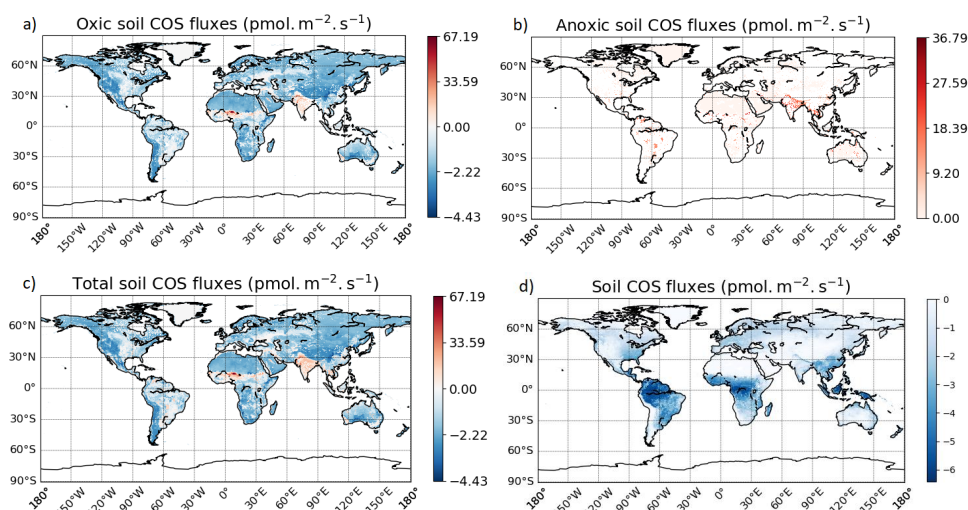 a) Oxic soil COS fluxes (pmol. m⁻². s⁻¹)
67.19
33.59
0.00
−2.22
−4.43
60°N
30°N
0°
30°S
60°S
90°S
180°
150°W
120°W
90°W
60°W
30°W
0°
30°E
60°E
90°E
120°E
150°E
180°
b) Anoxic soil COS fluxes (pmol. m⁻². s⁻¹)
36.79
27.59
18.39
9.20
0.00
60°N
30°N
0°
30°S
60°S
90°S
180°
150°W
120°W
90°W
60°W
30°W
0°
30°E
60°E
90°E
120°E
150°E
180°
c) Total soil COS fluxes (pmol. m⁻². s⁻¹)
67.19
33.59
0.00
−2.22
−4.43
60°N
30°N
0°
30°S
60°S
90°S
180°
150°W
120°W
90°W
60°W
30°W
0°
30°E
60°E
90°E
120°E
150°E
180°
d) Soil COS fluxes (pmol. m⁻². s⁻¹)
0
−1
−2
−3
−4
−5
−6
60°N
30°N
0°
30°S
60°S
90°S
180°
150°W
120°W
90°W
60°W
30°W
0°
30°E
60°E
90°E
120°E
150°E
180°